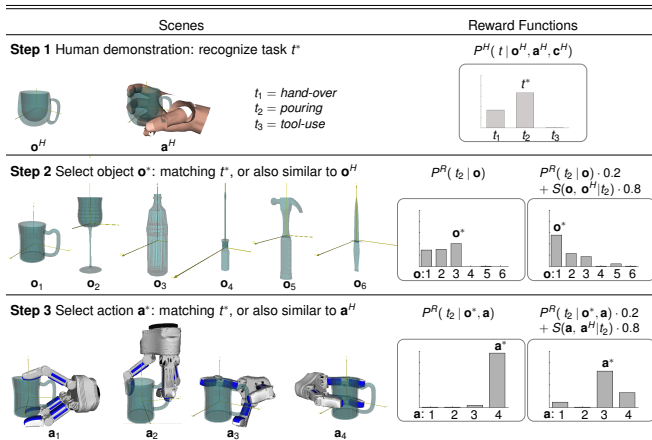 Scenes Reward Functions
Step 1 Human demonstration: recognize task t*
P^H( t | o^H, a^H, c^H)
t*
t₁ = hand-over
t₂ = pouring
t₃ = tool-use
t₁ t₂ t₃
o^H a^H
Step 2 Select object o*: matching t*, or also similar to o^H
P^R( t₂ | o)
P^R( t₂ | o) · 0.2
+ S(o, o^H|t₂) · 0.8
o*
o*
o:1 2 3 4 5 6
o:1 2 3 4 5 6
o₁ o₂ o₃ o₄ o₅ o₆
Step 3 Select action a*: matching t*, or also similar to a^H
P^R( t₂ | o*, a)
P^R( t₂ | o*, a) · 0.2
+ S(a, a^H|t₂) · 0.8
a*
a*
a: 1 2 3 4
a: 1 2 3 4
a₁ a₂ a₃ a₄